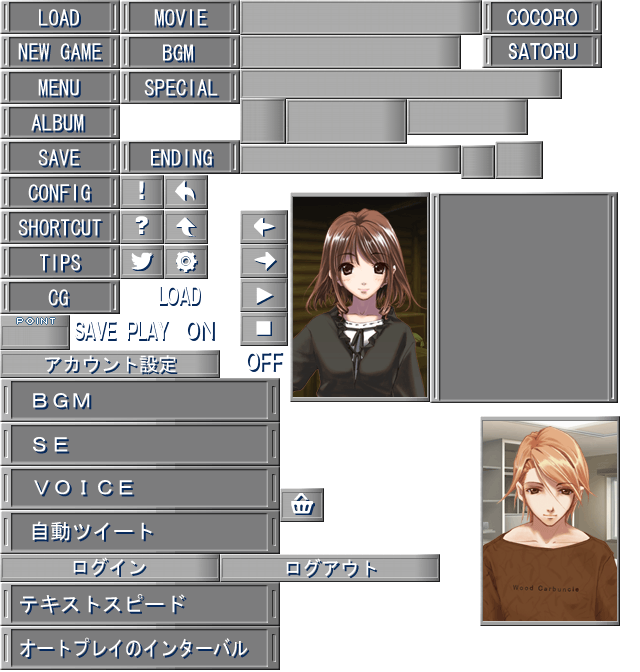 LOAD
MOVIE
COCORO
NEW GAME
BGM
SATORU
MENU
SPECIAL
ALBUM
SAVE
ENDING
CONFIG
!
SHORTCUT
?
TIPS
CG
LOAD
POINT
SAVE PLAY ON
アカウント設定
OFF
BGM
SE
VOICE
自動ツイート
ログイン
ログアウト
テキストスピード
オートプレイのインターバル
Wood Carbuncle